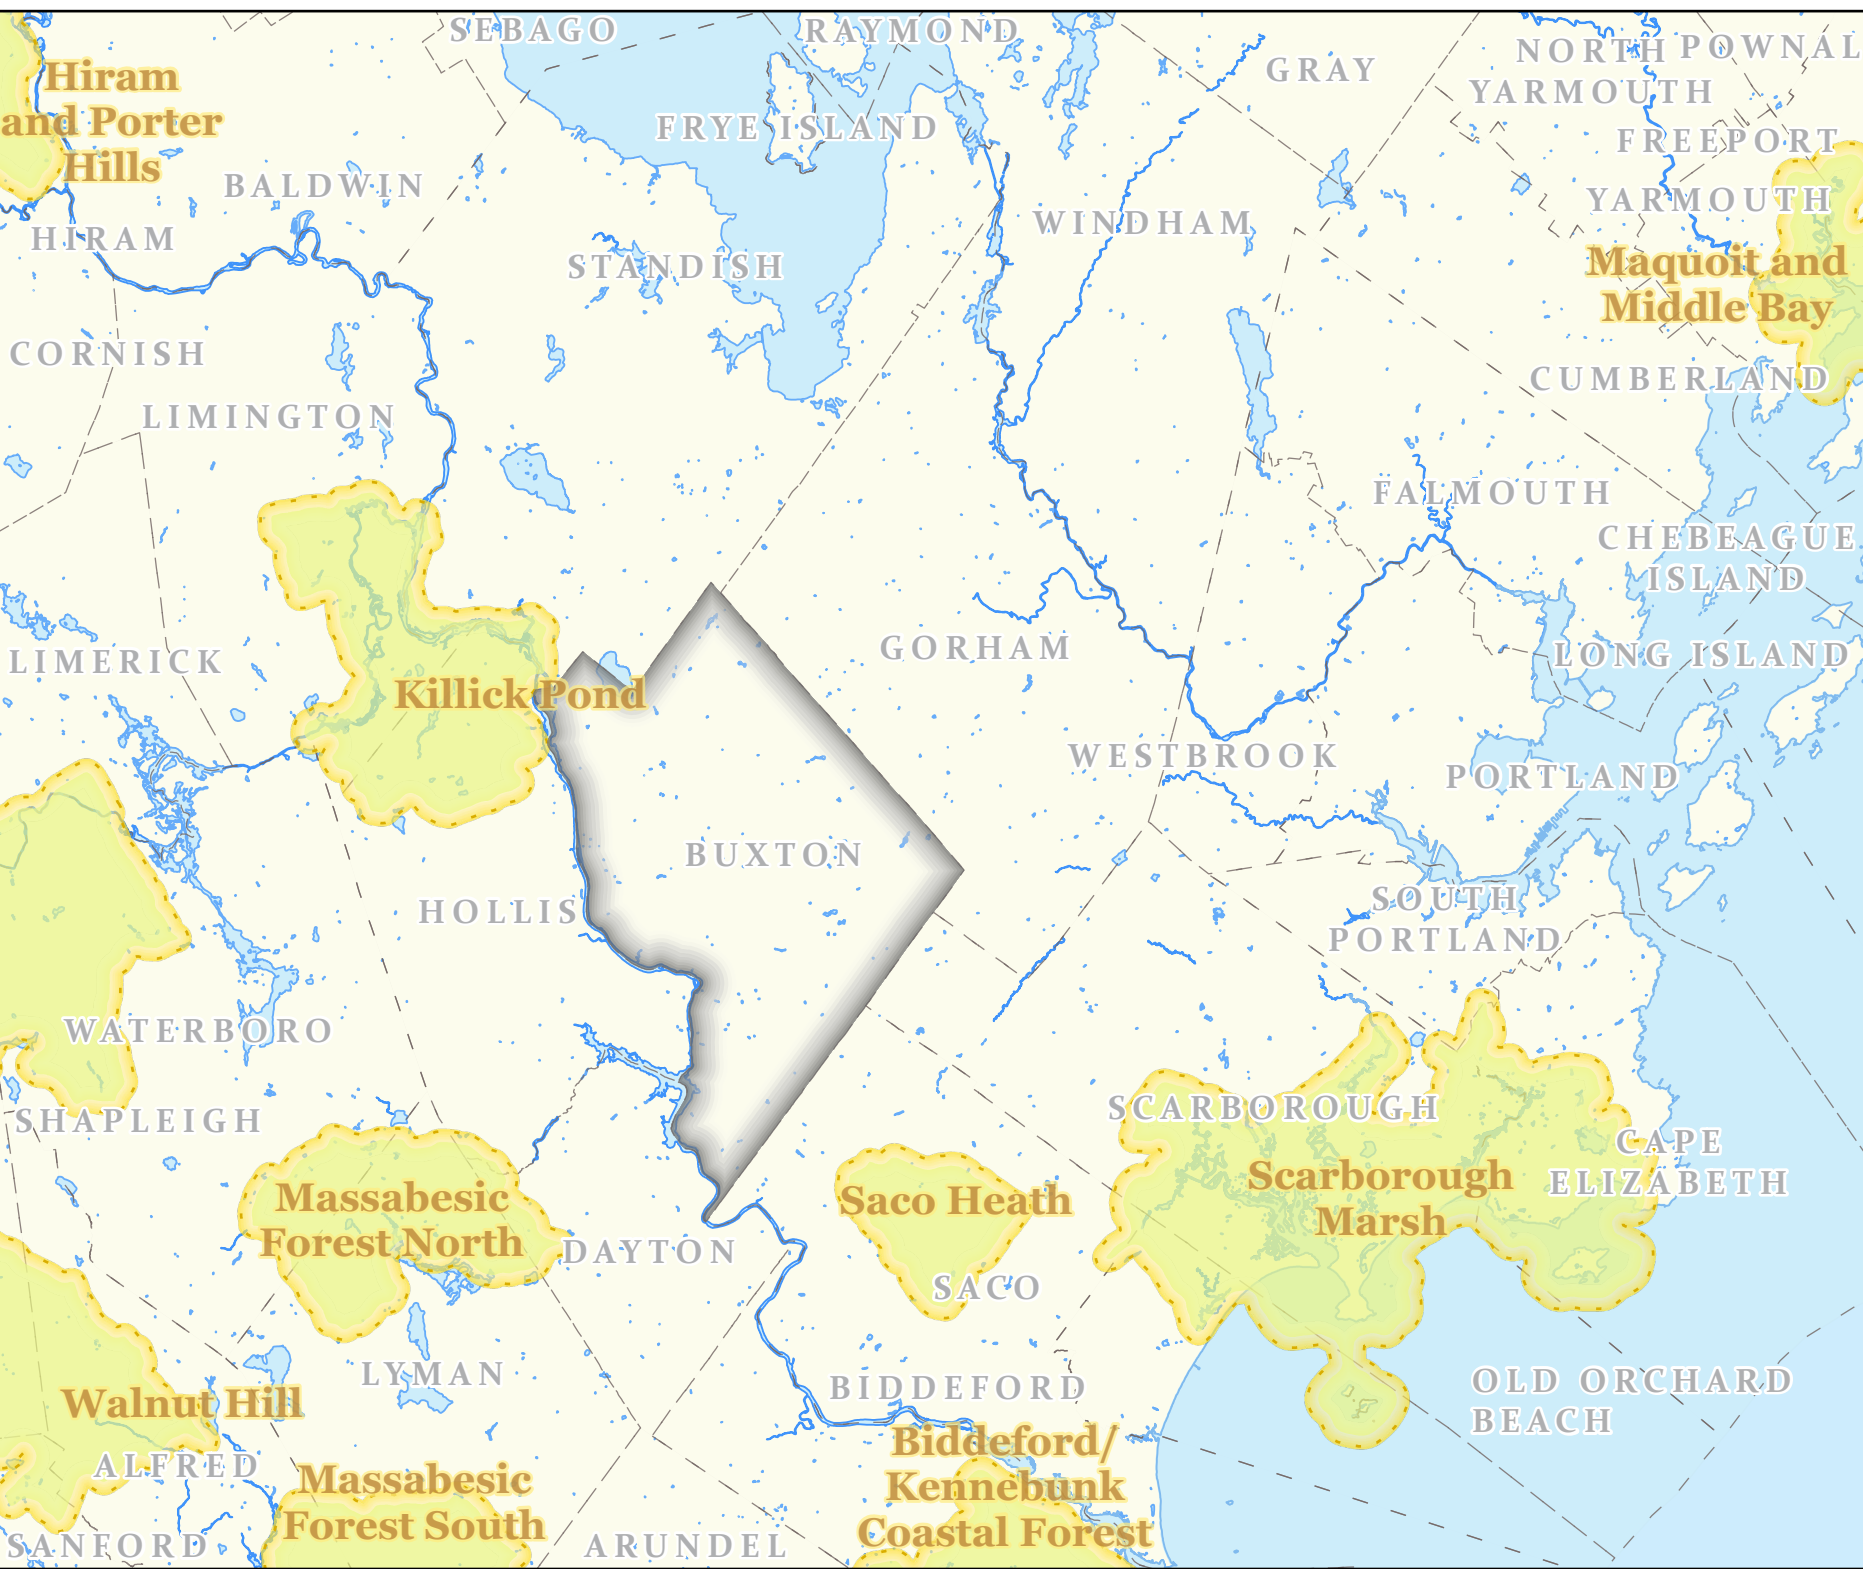 SEBAGO
RAYMOND
GRAY
NORTH
YARMOUTH
POWNAL
Hiram
and Porter
Hills
FRYE ISLAND
FREEPORT
BALDWIN
YARMOUTH
HIRAM
WINDHAM
STANDISH
Maquoit and
Middle Bay
CORNISH
CUMBERLAND
LIMINGTON
FALMOUTH
CHEBEAGUE
ISLAND
LIMERICK
GORHAM
LONG ISLAND
Killick Pond
WESTBROOK
PORTLAND
BUXTON
HOLLIS
SOUTH
PORTLAND
WATERBORO
SHAPLEIGH
SCARBOROUGH
CAPE
ELIZABETH
Massabesic
Forest North
Saco Heath
Scarborough
Marsh
DAYTON
SACO
LYMAN
BIDDEFORD
OLD ORCHARD
BEACH
Walnut Hill
ALFRED
Biddeford/
Kennebunk
Coastal Forest
Massabesic
Forest South
SANFORD
ARUNDEL